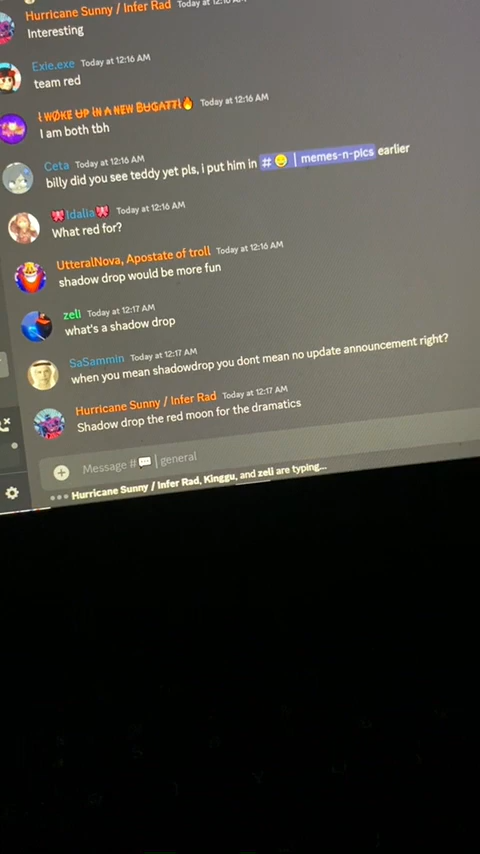 Hurricane Sunny / Infer Rad Today at 12:16 AM
Interesting
Exie.exe Today at 12:16 AM
team red
I WØKE UP IN A NEW BUGATTI🔥 Today at 12:16 AM
I am both tbh
Ceta Today at 12:16 AM
billy did you see teddy yet pls, i put him in # 😔 | memes-n-pics earlier
🎀Idalia🎀 Today at 12:16 AM
What red for?
UtteralNova, Apostate of troll Today at 12:16 AM
shadow drop would be more fun
zeli Today at 12:17 AM
what's a shadow drop
SaSammin Today at 12:17 AM
when you mean shadowdrop you dont mean no update announcement right?
Hurricane Sunny / Infer Rad Today at 12:17 AM
Shadow drop the red moon for the dramatics
Message #💬 | general
Hurricane Sunny / Infer Rad, Kinggu, and zeli are typing...